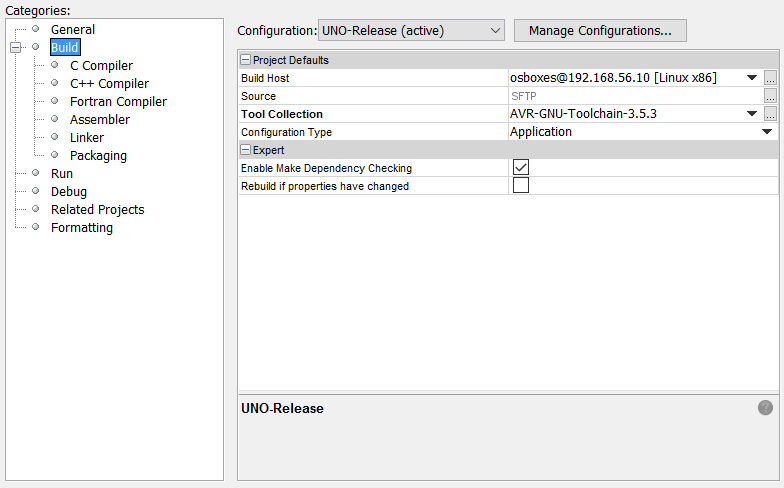 Categories:
General
Build
C Compiler
C++ Compiler
Fortran Compiler
Assembler
Linker
Packaging
Run
Debug
Related Projects
Formatting
Configuration: UNO-Release (active) Manage Configurations...
Project Defaults
Build Host osboxes@192.168.56.10 [Linux x86] ...
Source SFTP ...
Tool Collection AVR-GNU-Toolchain-3.5.3 ...
Configuration Type Application
Expert
Enable Make Dependency Checking
Rebuild if properties have changed
UNO-Release ?